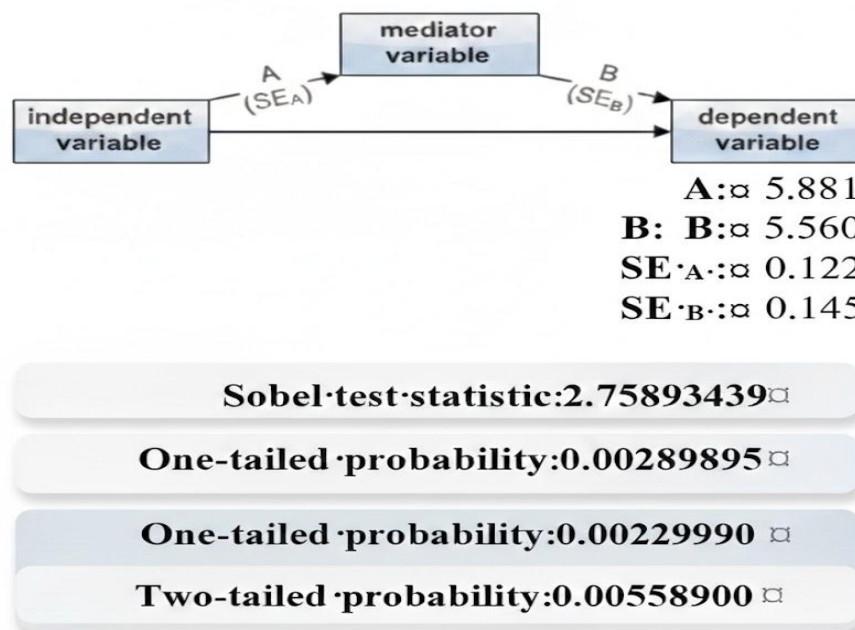 mediator
variable
A
(SEA)
B
(SEB)
independent
variable
dependent
variable
A:¤ 5.881
B: B:¤ 5.560
SE·A·:¤ 0.122
SE·B·:¤ 0.145
Sobel·test·statistic:2.75893439¤
One-tailed·probability:0.00289895¤
One-tailed·probability:0.00229990 ¤
Two-tailed·probability:0.00558900 ¤